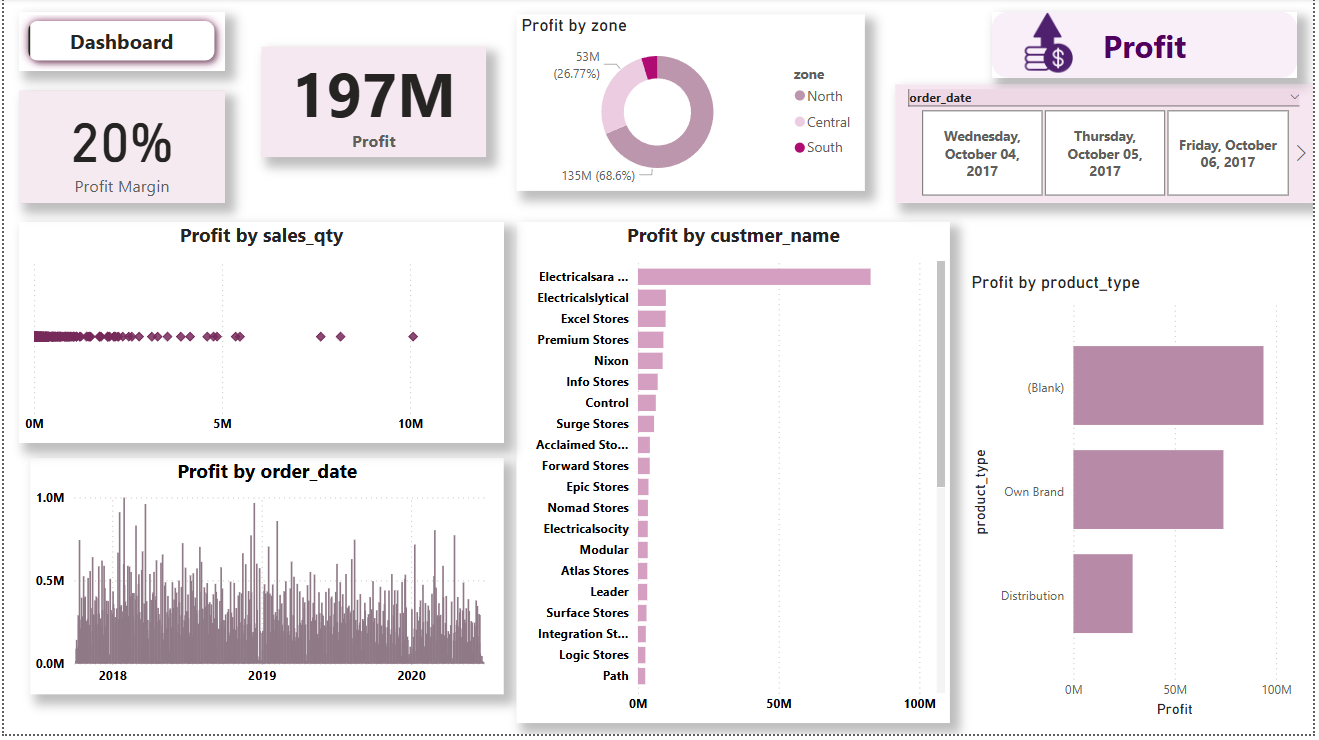 Dashboard
20%
Profit Margin
197M
Profit
Profit by zone
53M
(26.77%)
135M (68.6%)
zone
North
Central
South
Profit
order_date
Wednesday,
October 04,
2017
Thursday,
October 05,
2017
Friday, October
06, 2017
Profit by sales_qty
0M
5M
10M
Profit by order_date
1.0M
0.5M
0.0M
2018
2019
2020
Profit by custmer_name
Electricalsara ...
Electricalslytical
Excel Stores
Premium Stores
Nixon
Info Stores
Control
Surge Stores
Acclaimed Sto...
Forward Stores
Epic Stores
Nomad Stores
Electricalsocity
Modular
Atlas Stores
Leader
Surface Stores
Integration St...
Logic Stores
Path
0M
50M
100M
Profit by product_type
product_type
(Blank)
Own Brand
Distribution
0M
50M
100M
Profit